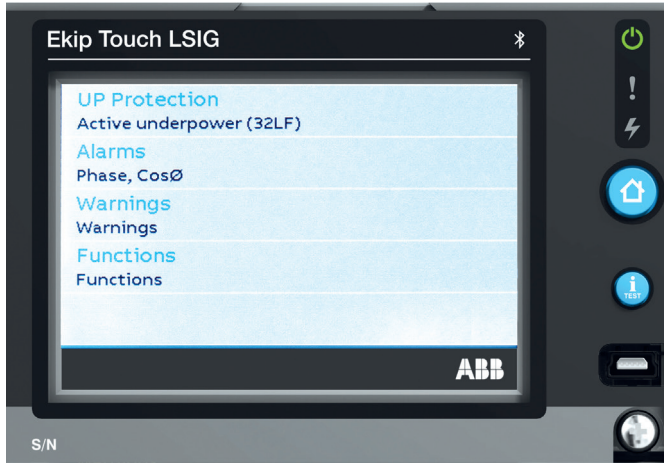 Ekip Touch LSIG
UP Protection
Active underpower (32LF)
Alarms
Phase, CosØ
Warnings
Warnings
Functions
Functions
ABB
i
TEST
S/N